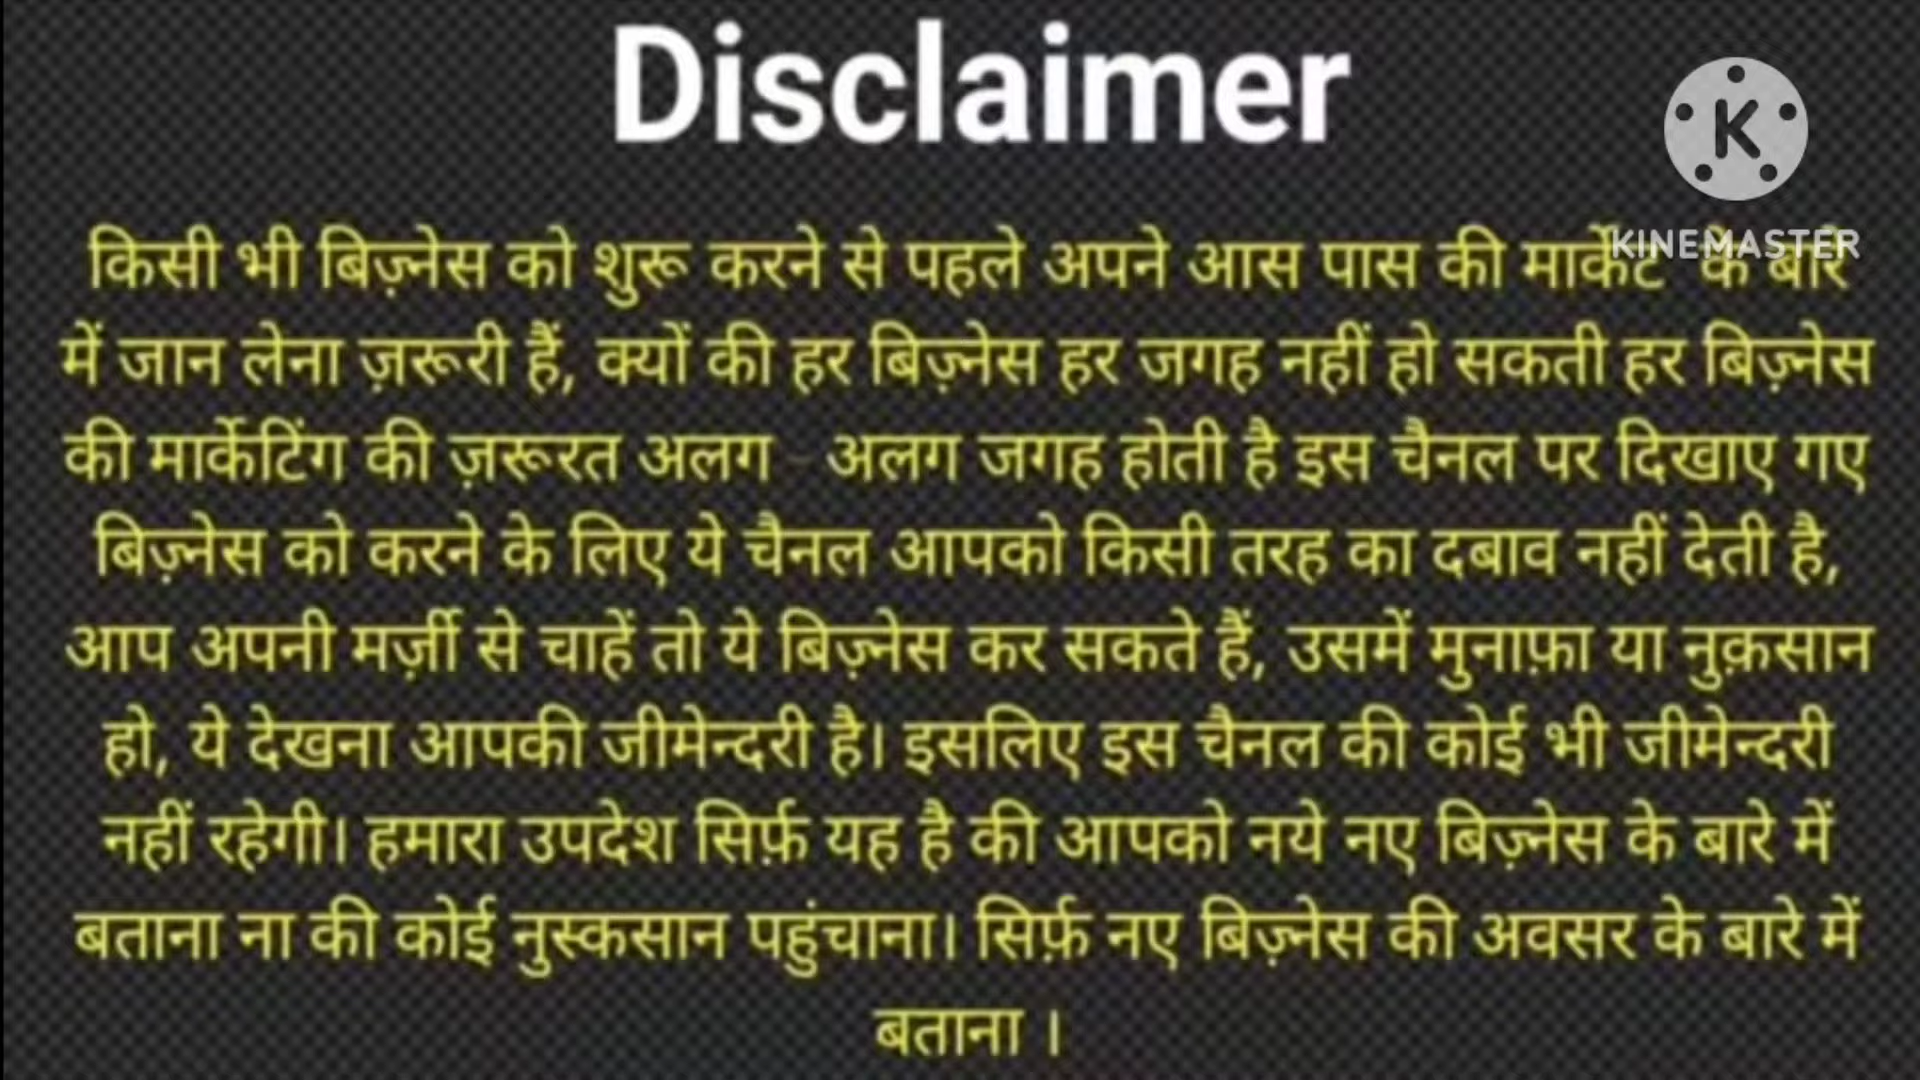 Disclaimer
KINEMASTER
किसी भी बिज़्नेस को शुरू करने से पहले अपने आस पास की मार्केट के बारे
में जान लेना ज़रूरी हैं, क्यों की हर बिज़्नेस हर जगह नहीं हो सकती हर बिज़्नेस
की मार्केटिंग की ज़रूरत अलग - अलग जगह होती है इस चैनल पर दिखाए गए
बिज़्नेस को करने के लिए ये चैनल आपको किसी तरह का दबाव नहीं देती है,
आप अपनी मर्ज़ी से चाहें तो ये बिज़्नेस कर सकते हैं, उसमें मुनाफ़ा या नुक़सान
हो, ये देखना आपकी जीमेन्दरी है। इसलिए इस चैनल की कोई भी जीमेन्दरी
नहीं रहेगी। हमारा उपदेश सिर्फ़ यह है की आपको नये नए बिज़्नेस के बारे में
बताना ना की कोई नुस्कसान पहुंचाना। सिर्फ़ नए बिज़्नेस की अवसर के बारे में
बताना ।